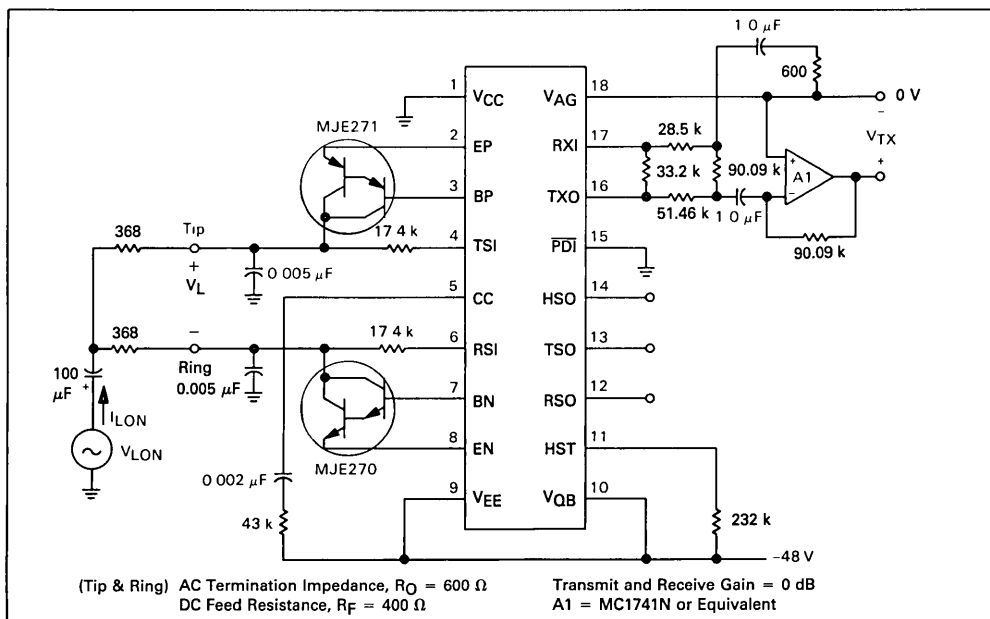 1 0 µF
600
1
VCC
VAG
18
0 V
MJE271
2
EP
RXI
17
28.5 k
VTX
33.2 k
90.09 k
A1
3
BP
TXO
16
51.46 k
1 0 µF
368
Tip
17 4 k
4
TSI
PDI
15
90.09 k
+
VL
0 005 µF
5
CC
HSO
14
368
−
17 4 k
6
RSI
TSO
13
100 µF
+
Ring
0.005 µF
7
BN
RSO
12
ILON
VLON
8
EN
HST
11
MJE270
0 002 µF
9
VEE
VQB
10
43 k
232 k
−48 V
(Tip & Ring) AC Termination Impedance, RO = 600 Ω
DC Feed Resistance, RF = 400 Ω
Transmit and Receive Gain = 0 dB
A1 = MC1741N or Equivalent